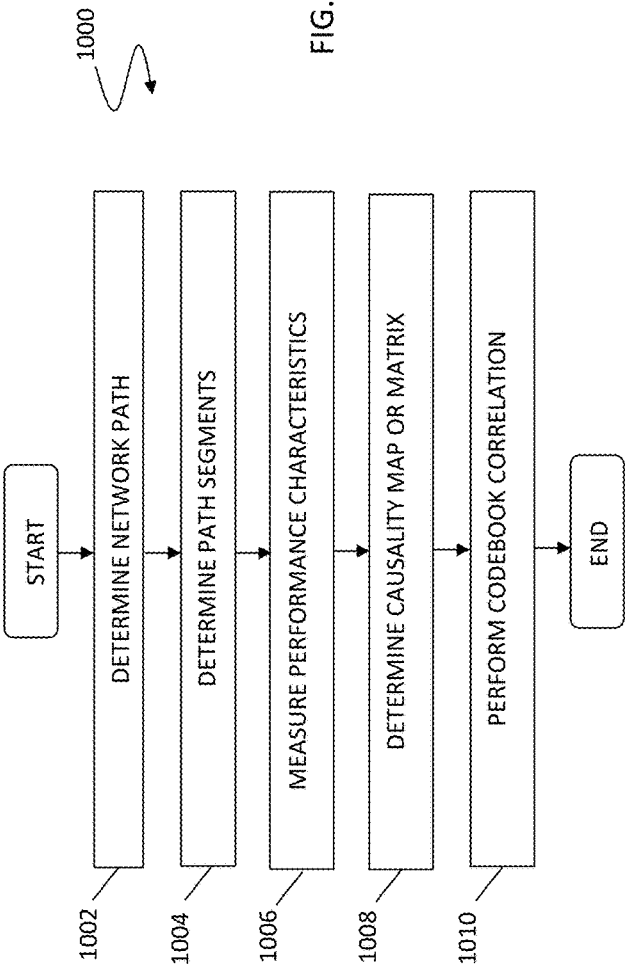 1000
FIG.
START
1002
DETERMINE NETWORK PATH
1004
DETERMINE PATH SEGMENTS
1006
MEASURE PERFORMANCE CHARACTERISTICS
1008
DETERMINE CAUSALITY MAP OR MATRIX
1010
PERFORM CODEBOOK CORRELATION
END